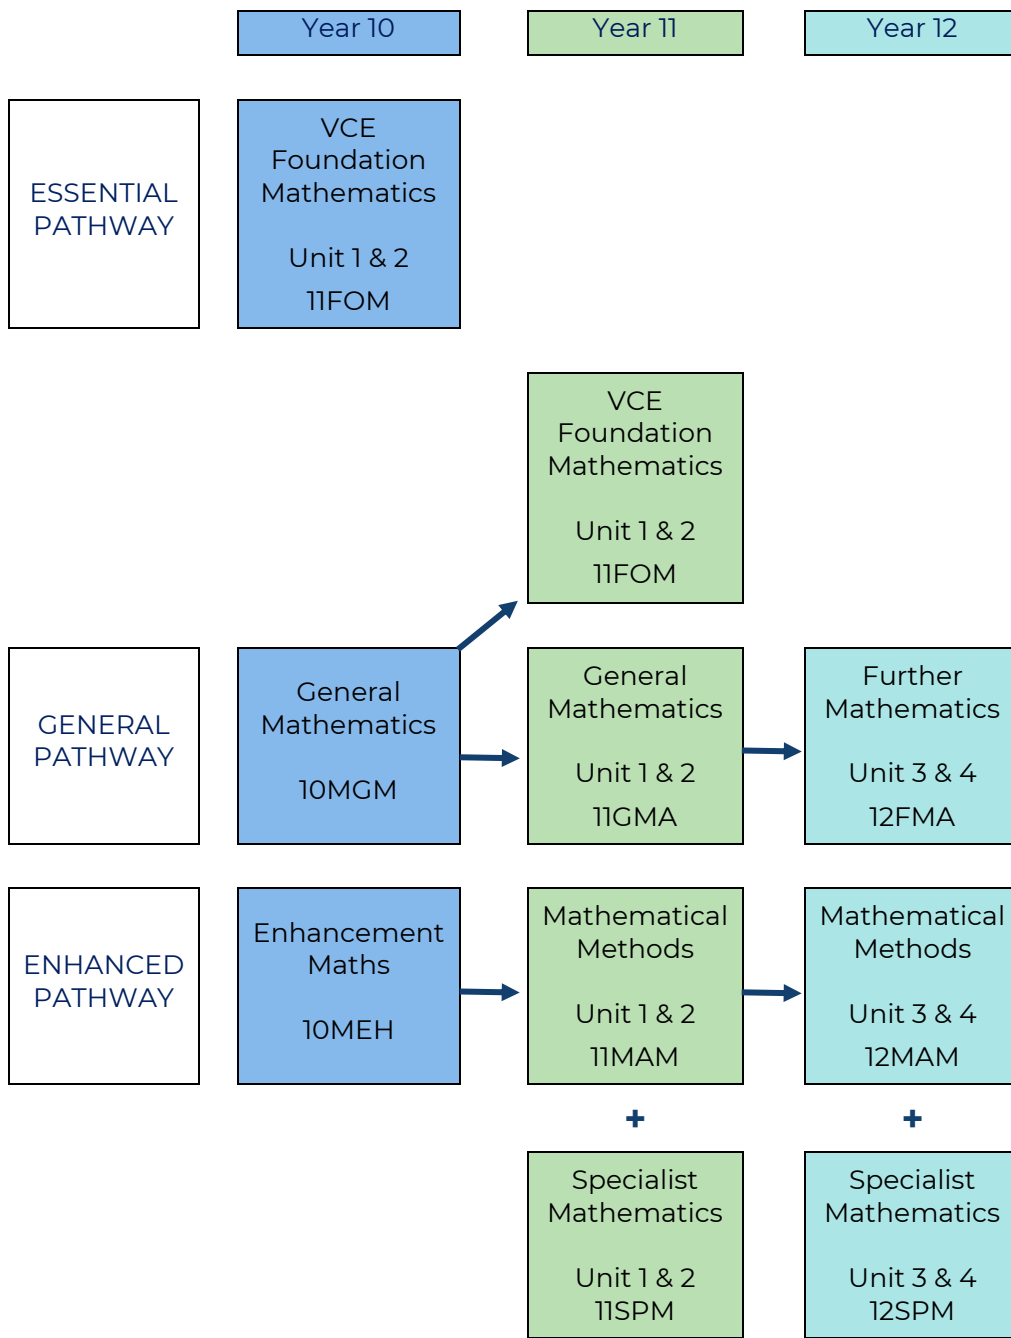 Year 10
Year 11
Year 12
ESSENTIAL
PATHWAY
VCE
Foundation
Mathematics
Unit 1 & 2
11FOM
VCE
Foundation
Mathematics
Unit 1 & 2
11FOM
GENERAL
PATHWAY
General
Mathematics
10MGM
General
Mathematics
Unit 1 & 2
11GMA
Further
Mathematics
Unit 3 & 4
12FMA
ENHANCED
PATHWAY
Enhancement
Maths
10MEH
Mathematical
Methods
Unit 1 & 2
11MAM
Mathematical
Methods
Unit 3 & 4
12MAM
+
+
Specialist
Mathematics
Unit 1 & 2
11SPM
Specialist
Mathematics
Unit 3 & 4
12SPM